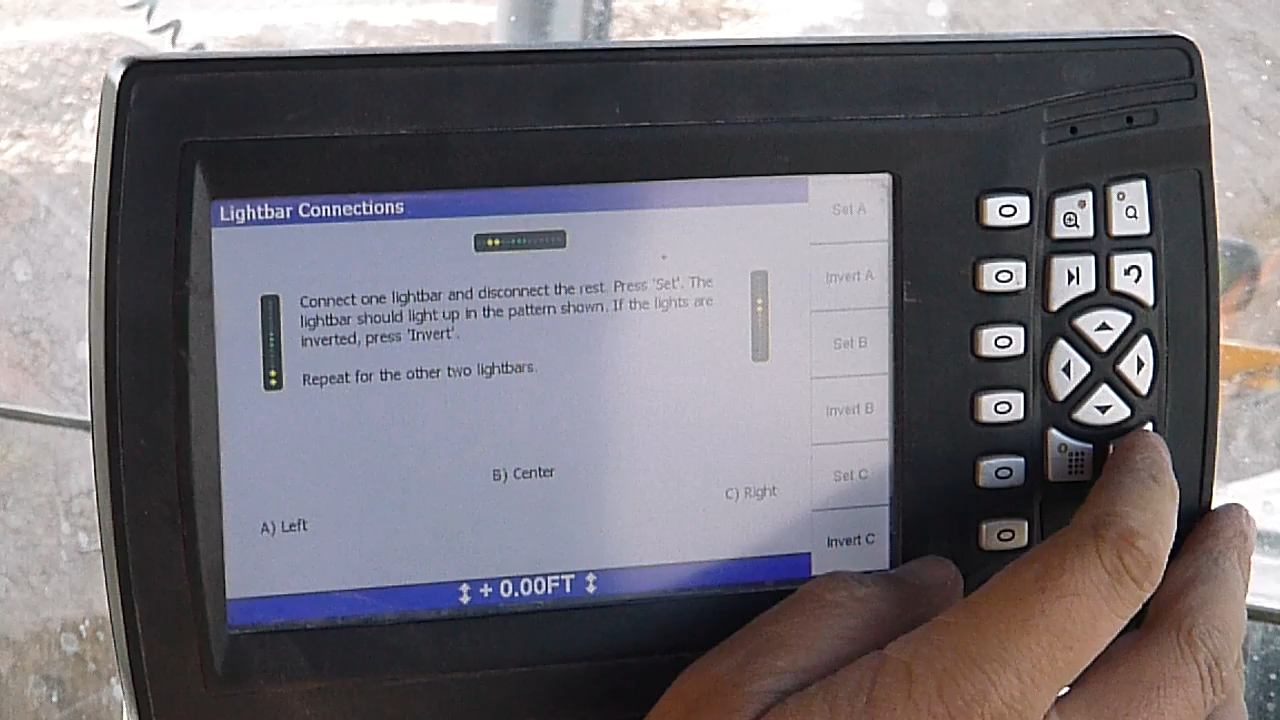 Lightbar Connections
Connect one lightbar and disconnect the rest. Press 'Set'. The
lightbar should light up in the pattern shown. If the lights are
inverted, press 'Invert'.
Repeat for the other two lightbars.
B) Center
C) Right
A) Left
+ 0.00FT
Set A
Invert A
Set B
Invert B
Set C
Invert C